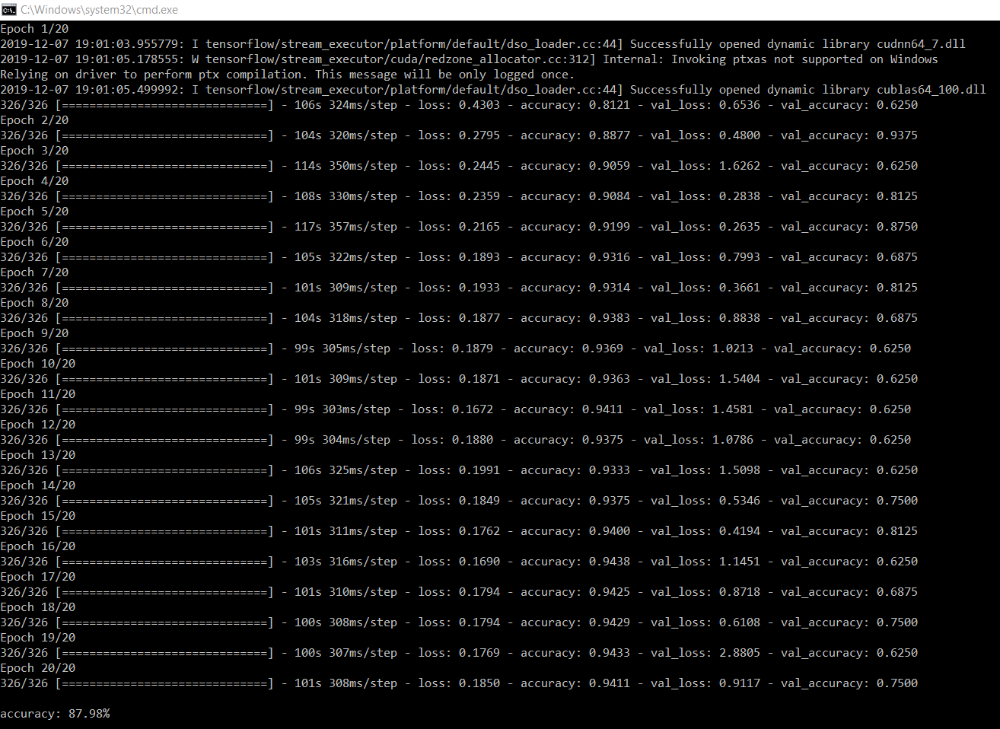 C:\Windows\system32\cmd.exe
Epoch 1/20
2019-12-07 19:01:03.955779: I tensorflow/stream_executor/platform/default/dso_loader.cc:44] Successfully opened dynamic library cudnn64_7.dll
2019-12-07 19:01:05.178555: W tensorflow/stream_executor/cuda/redzone_allocator.cc:312] Internal: Invoking ptxas not supported on Windows
Relying on driver to perform ptx compilation. This message will be only logged once.
2019-12-07 19:01:05.499992: I tensorflow/stream_executor/platform/default/dso_loader.cc:44] Successfully opened dynamic library cublas64_100.dll
326/326 [==============================] - 106s 324ms/step - loss: 0.4303 - accuracy: 0.8121 - val_loss: 0.6536 - val_accuracy: 0.6250
Epoch 2/20
326/326 [==============================] - 104s 320ms/step - loss: 0.2795 - accuracy: 0.8877 - val_loss: 0.4800 - val_accuracy: 0.9375
Epoch 3/20
326/326 [==============================] - 114s 350ms/step - loss: 0.2445 - accuracy: 0.9059 - val_loss: 1.6262 - val_accuracy: 0.6250
Epoch 4/20
326/326 [==============================] - 108s 330ms/step - loss: 0.2359 - accuracy: 0.9084 - val_loss: 0.2838 - val_accuracy: 0.8125
Epoch 5/20
326/326 [==============================] - 117s 357ms/step - loss: 0.2165 - accuracy: 0.9199 - val_loss: 0.2635 - val_accuracy: 0.8750
Epoch 6/20
326/326 [==============================] - 105s 322ms/step - loss: 0.1893 - accuracy: 0.9316 - val_loss: 0.7993 - val_accuracy: 0.6875
Epoch 7/20
326/326 [==============================] - 101s 309ms/step - loss: 0.1933 - accuracy: 0.9314 - val_loss: 0.3661 - val_accuracy: 0.8125
Epoch 8/20
326/326 [==============================] - 104s 318ms/step - loss: 0.1877 - accuracy: 0.9383 - val_loss: 0.8838 - val_accuracy: 0.6875
Epoch 9/20
326/326 [==============================] - 99s 305ms/step - loss: 0.1879 - accuracy: 0.9369 - val_loss: 1.0213 - val_accuracy: 0.6250
Epoch 10/20
326/326 [==============================] - 101s 309ms/step - loss: 0.1871 - accuracy: 0.9363 - val_loss: 1.5404 - val_accuracy: 0.6250
Epoch 11/20
326/326 [==============================] - 99s 303ms/step - loss: 0.1672 - accuracy: 0.9411 - val_loss: 1.4581 - val_accuracy: 0.6250
Epoch 12/20
326/326 [==============================] - 99s 304ms/step - loss: 0.1880 - accuracy: 0.9375 - val_loss: 1.0786 - val_accuracy: 0.6250
Epoch 13/20
326/326 [==============================] - 106s 325ms/step - loss: 0.1991 - accuracy: 0.9333 - val_loss: 1.5098 - val_accuracy: 0.6250
Epoch 14/20
326/326 [==============================] - 105s 321ms/step - loss: 0.1849 - accuracy: 0.9375 - val_loss: 0.5346 - val_accuracy: 0.7500
Epoch 15/20
326/326 [==============================] - 101s 311ms/step - loss: 0.1762 - accuracy: 0.9400 - val_loss: 0.4194 - val_accuracy: 0.8125
Epoch 16/20
326/326 [==============================] - 103s 316ms/step - loss: 0.1690 - accuracy: 0.9438 - val_loss: 1.1451 - val_accuracy: 0.6250
Epoch 17/20
326/326 [==============================] - 101s 310ms/step - loss: 0.1794 - accuracy: 0.9425 - val_loss: 0.8718 - val_accuracy: 0.6875
Epoch 18/20
326/326 [==============================] - 100s 308ms/step - loss: 0.1794 - accuracy: 0.9429 - val_loss: 0.6108 - val_accuracy: 0.7500
Epoch 19/20
326/326 [==============================] - 100s 307ms/step - loss: 0.1769 - accuracy: 0.9433 - val_loss: 2.8805 - val_accuracy: 0.6250
Epoch 20/20
326/326 [==============================] - 101s 308ms/step - loss: 0.1850 - accuracy: 0.9411 - val_loss: 0.9117 - val_accuracy: 0.7500
accuracy: 87.98%